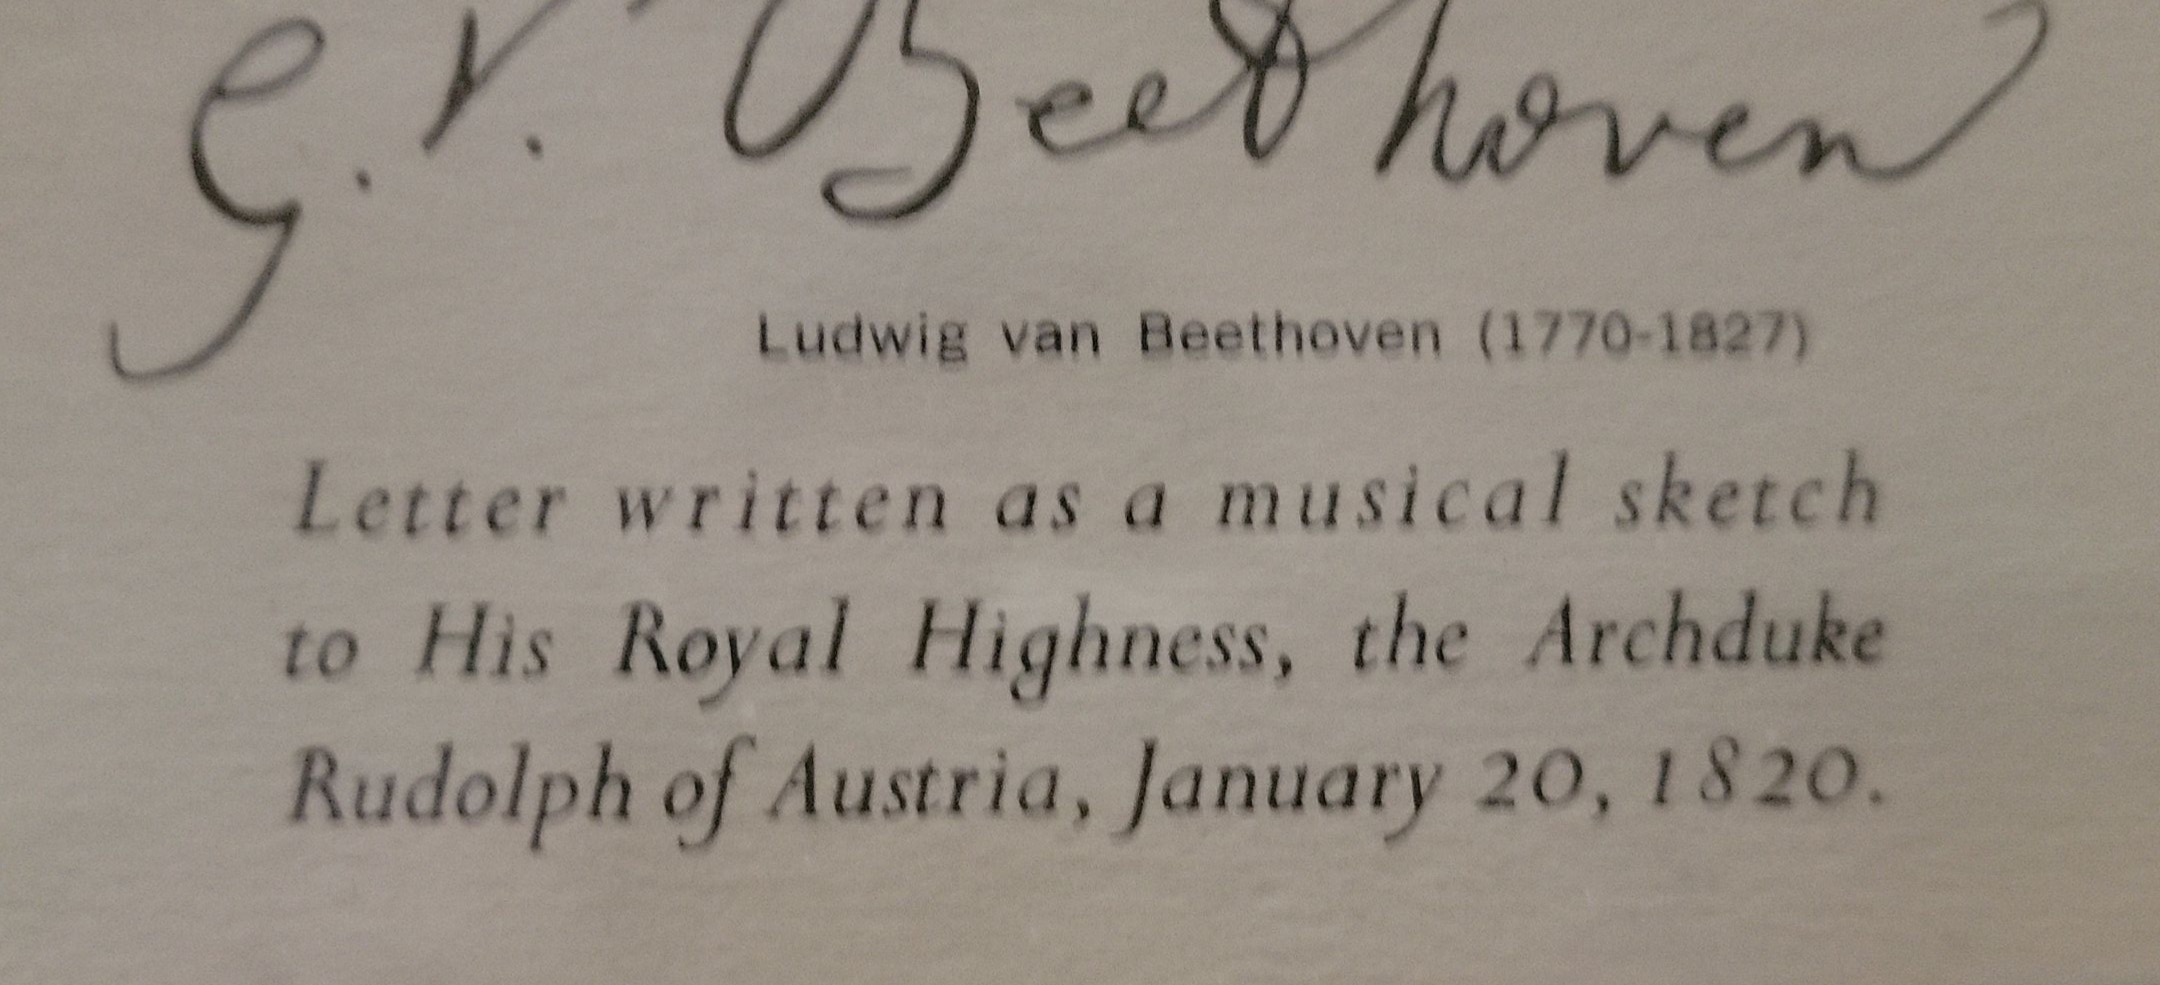 G. v. Beethoven
Ludwig van Beethoven (1770-1827)
Letter written as a musical sketch
to His Royal Highness, the Archduke
Rudolph of Austria, January 20, 1820.